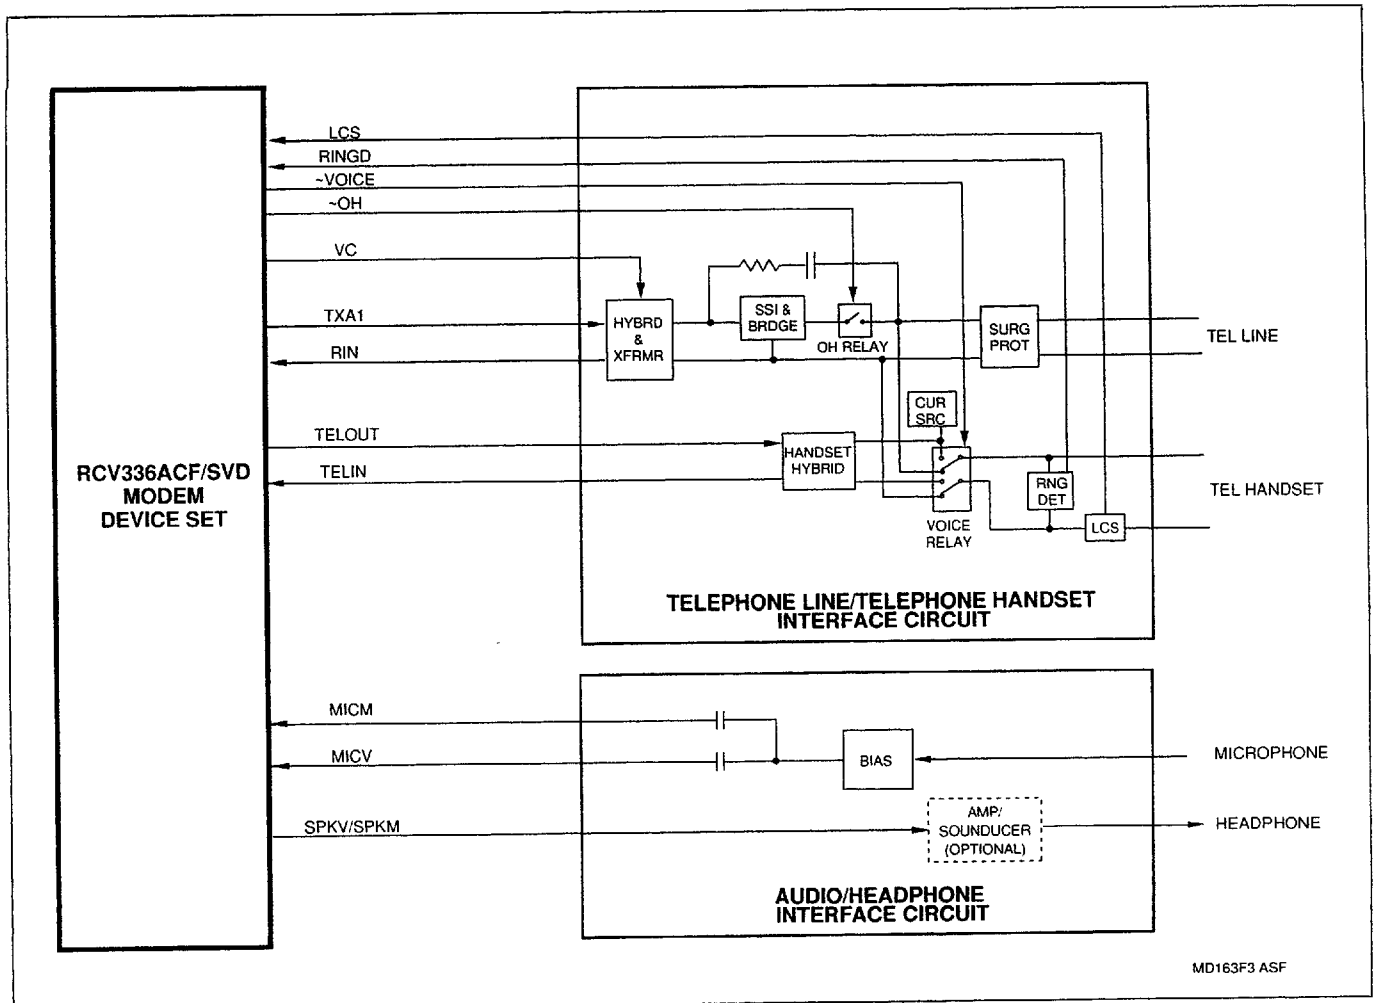 LCS
RINGD
~VOICE
~OH
VC
TXA1
RIN
TELOUT
TELIN
RCV336ACF/SVD
MODEM
DEVICE SET
HYBRD
&
XFRMR
SSI &
BRDGE
OH RELAY
SURG
PROT
TEL LINE
CUR
SRC
HANDSET
HYBRID
VOICE
RELAY
RNG
DET
LCS
TEL HANDSET
TELEPHONE LINE/TELEPHONE HANDSET
INTERFACE CIRCUIT
MICM
MICV
SPKV/SPKM
BIAS
MICROPHONE
AMP/
SOUNDUCER
(OPTIONAL)
HEADPHONE
AUDIO/HEADPHONE
INTERFACE CIRCUIT
MD163F3 ASF